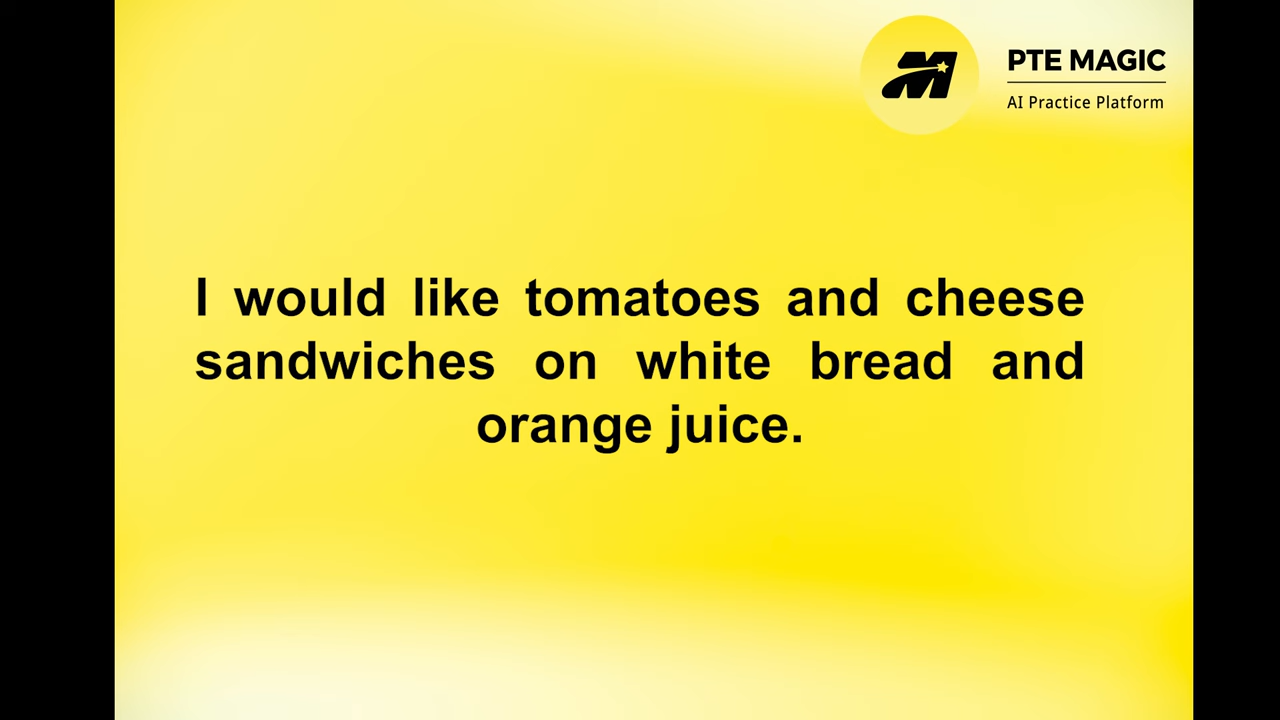 PTE MAGIC
AI Practice Platform
I would like tomatoes and cheese
sandwiches on white bread and
orange juice.